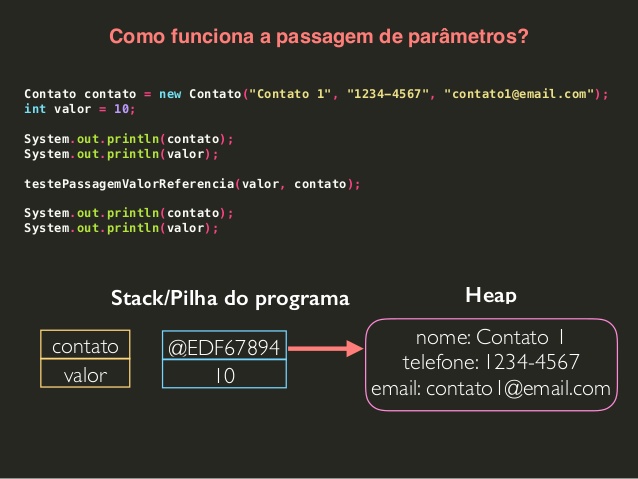 Como funciona a passagem de parâmetros?
Contato contato = new Contato("Contato 1", "1234-4567", "contato1@email.com");
int valor = 10;
System.out.println(contato);
System.out.println(valor);
testePassagemValorReferencia(valor, contato);
System.out.println(contato);
System.out.println(valor);
Stack/Pilha do programa
Heap
contato
valor
@EDF67894
10
nome: Contato 1
telefone: 1234-4567
email: contato1@email.com